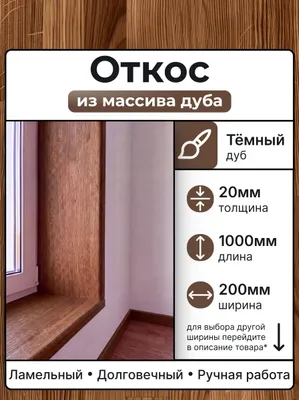 Откос
из массива дуба
Тёмный
дуб
20мм
толщина
1000мм
длина
200мм
ширина
для выбора другой
ширины перейдите
в описание товара*
Ламельный • Долговечный • Ручная работа